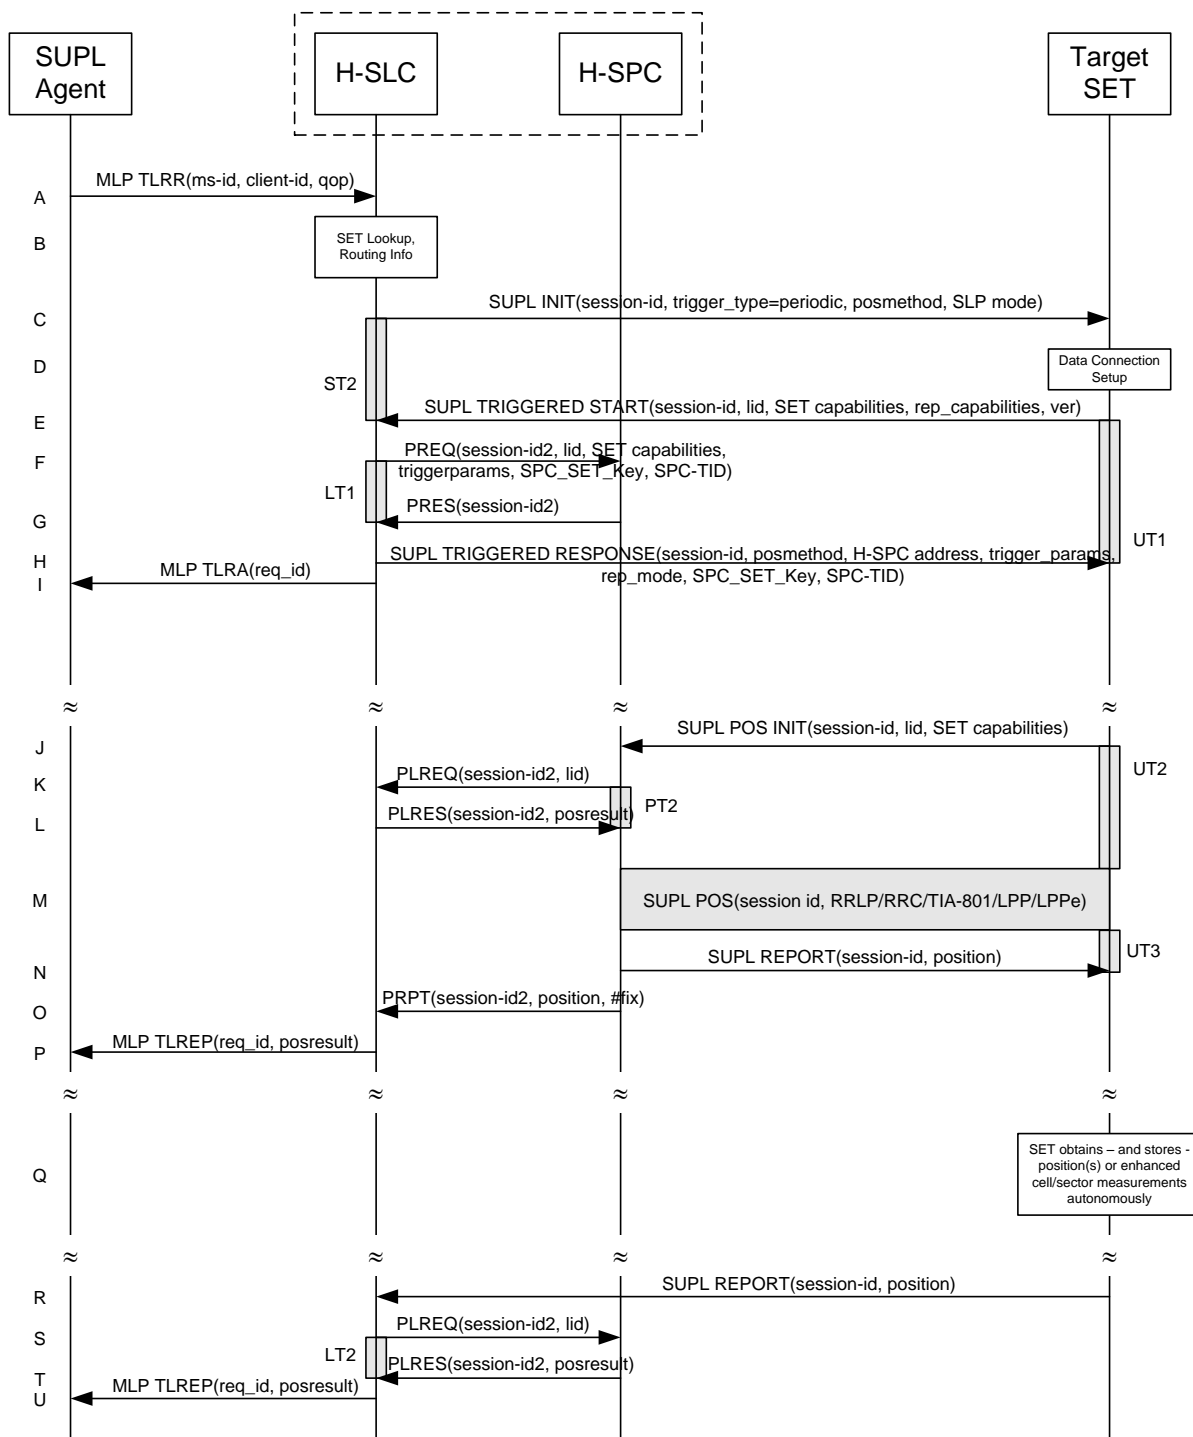 SUPL
Agent
H-SLC
H-SPC
Target
SET
A
MLP TLRR(ms-id, client-id, qop)
B
SET Lookup,
Routing Info
C
SUPL INIT(session-id, trigger_type=periodic, posmethod, SLP mode)
D
Data Connection
Setup
ST2
E
SUPL TRIGGERED START(session-id, lid, SET capabilities, rep_capabilities, ver)
F
PREQ(session-id2, lid, SET capabilities,
triggerparams, SPC_SET_Key, SPC-TID)
LT1
G
PRES(session-id2)
UT1
H
SUPL TRIGGERED RESPONSE(session-id, posmethod, H-SPC address, trigger_params,
rep_mode, SPC_SET_Key, SPC-TID)
I
MLP TLRA(req_id)
≈ ≈ ≈ ≈
J
SUPL POS INIT(session-id, lid, SET capabilities)
UT2
K
PLREQ(session-id2, lid)
PT2
L
PLRES(session-id2, posresult)
M
SUPL POS(session id, RRLP/RRC/TIA-801/LPP/LPPe)
UT3
N
SUPL REPORT(session-id, position)
O
PRPT(session-id2, position, #fix)
P
MLP TLREP(req_id, posresult)
≈ ≈ ≈ ≈
Q
SET obtains – and stores -
position(s) or enhanced
cell/sector measurements
autonomously
≈ ≈ ≈ ≈
R
SUPL REPORT(session-id, position)
S
PLREQ(session-id2, lid)
LT2
T
PLRES(session-id2, posresult)
U
MLP TLREP(req_id, posresult)